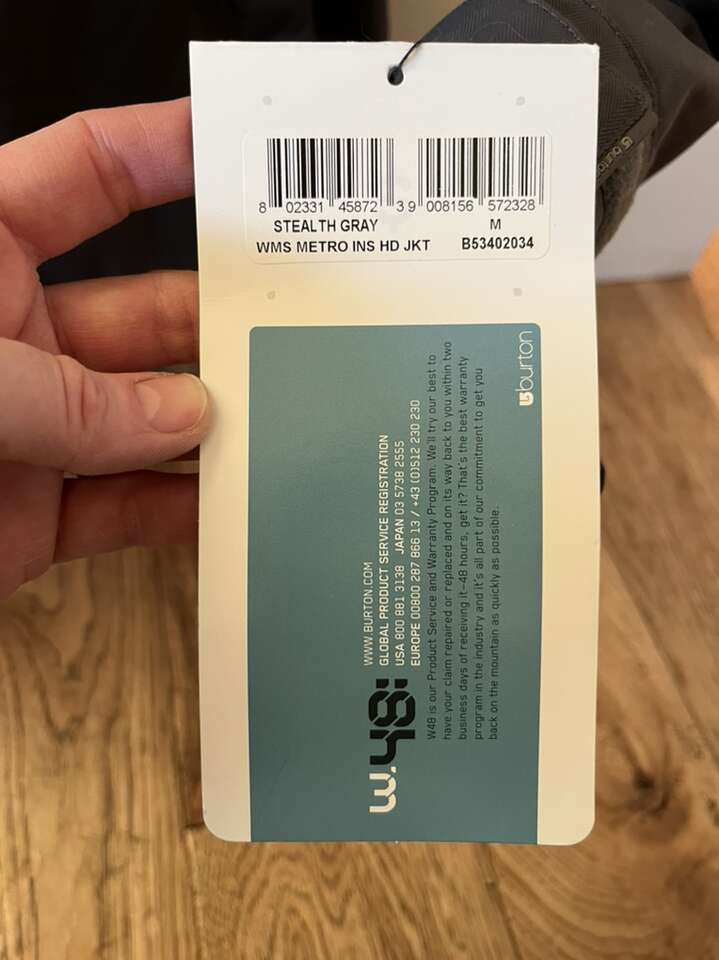 8 02331 45872 3 9 008156 572328
STEALTH GRAY M
WMS METRO INS HD JKT B53402034
burton
w.48:
WWW.BURTON.COM
GLOBAL PRODUCT SERVICE REGISTRATION
USA 800 881 3138 JAPAN 03 5738 2555
EUROPE 00800 287 866 13 / +43 (0)512 230 230
W48 is our Product Service and Warranty Program. We'll try our best to
have your claim repaired or replaced and on its way back to you within two
business days of receiving it—48 hours, get it? That's the best warranty
program in the industry and it's all part of our commitment to get you
back on the mountain as quickly as possible.
burton